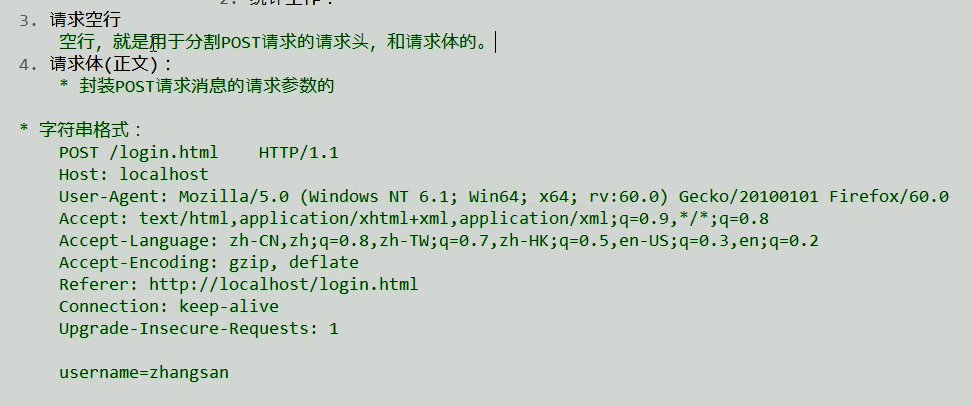 3. 请求空行
空行，就是用于分割POST请求的请求头，和请求体的。
4. 请求体(正文)：
* 封装POST请求消息的请求参数的
* 字符串格式：
POST /login.html    HTTP/1.1
Host: localhost
User-Agent: Mozilla/5.0 (Windows NT 6.1; Win64; x64; rv:60.0) Gecko/20100101 Firefox/60.0
Accept: text/html,application/xhtml+xml,application/xml;q=0.9,*/*;q=0.8
Accept-Language: zh-CN,zh;q=0.8,zh-TW;q=0.7,zh-HK;q=0.5,en-US;q=0.3,en;q=0.2
Accept-Encoding: gzip, deflate
Referer: http://localhost/login.html
Connection: keep-alive
Upgrade-Insecure-Requests: 1
username=zhangsan